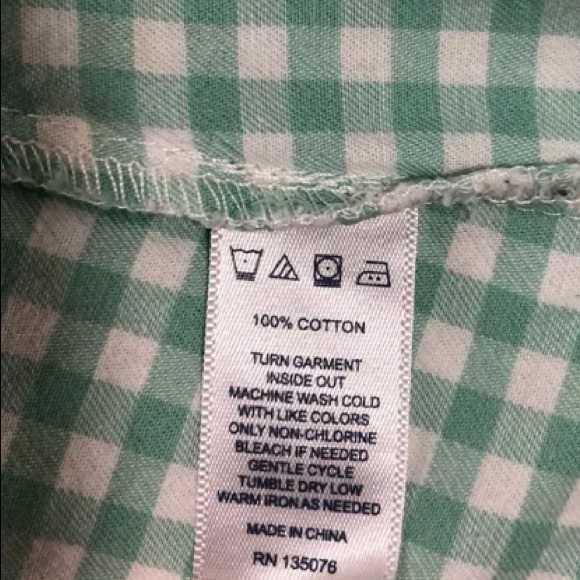 100% COTTON
TURN GARMENT
INSIDE OUT
MACHINE WASH COLD
WITH LIKE COLORS
ONLY NON-CHLORINE
BLEACH IF NEEDED
GENTLE CYCLE
TUMBLE DRY LOW
WARM IRON AS NEEDED
MADE IN CHINA
RN 135076